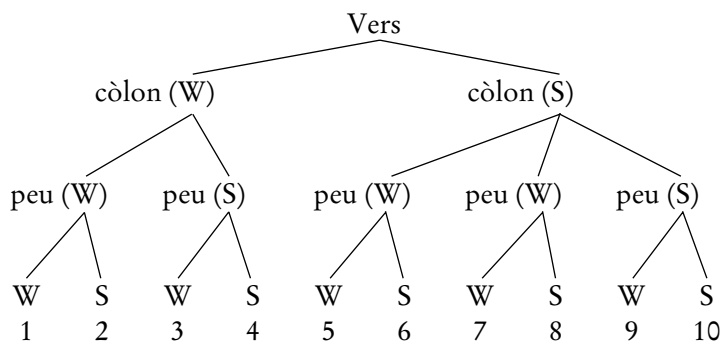 Vers
còlon (W) còlon (S)
peu (W) peu (S) peu (W) peu (W) peu (S)
W S W S W S W S W S
1 2 3 4 5 6 7 8 9 10